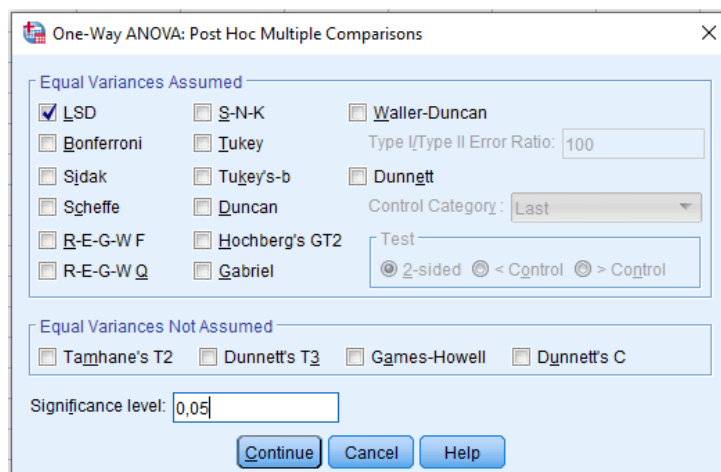 One-Way ANOVA: Post Hoc Multiple Comparisons
Equal Variances Assumed
LSD S-N-K Waller-Duncan
Bonferroni Tukey Type I/Type II Error Ratio: 100
Sidak Tukey's-b Dunnett
Scheffe Duncan Control Category : Last
R-E-G-W F Hochberg's GT2 Test
R-E-G-W Q Gabriel 2-sided < Control > Control
Equal Variances Not Assumed
Tamhane's T2 Dunnett's T3 Games-Howell Dunnett's C
Significance level: 0,05
Continue Cancel Help